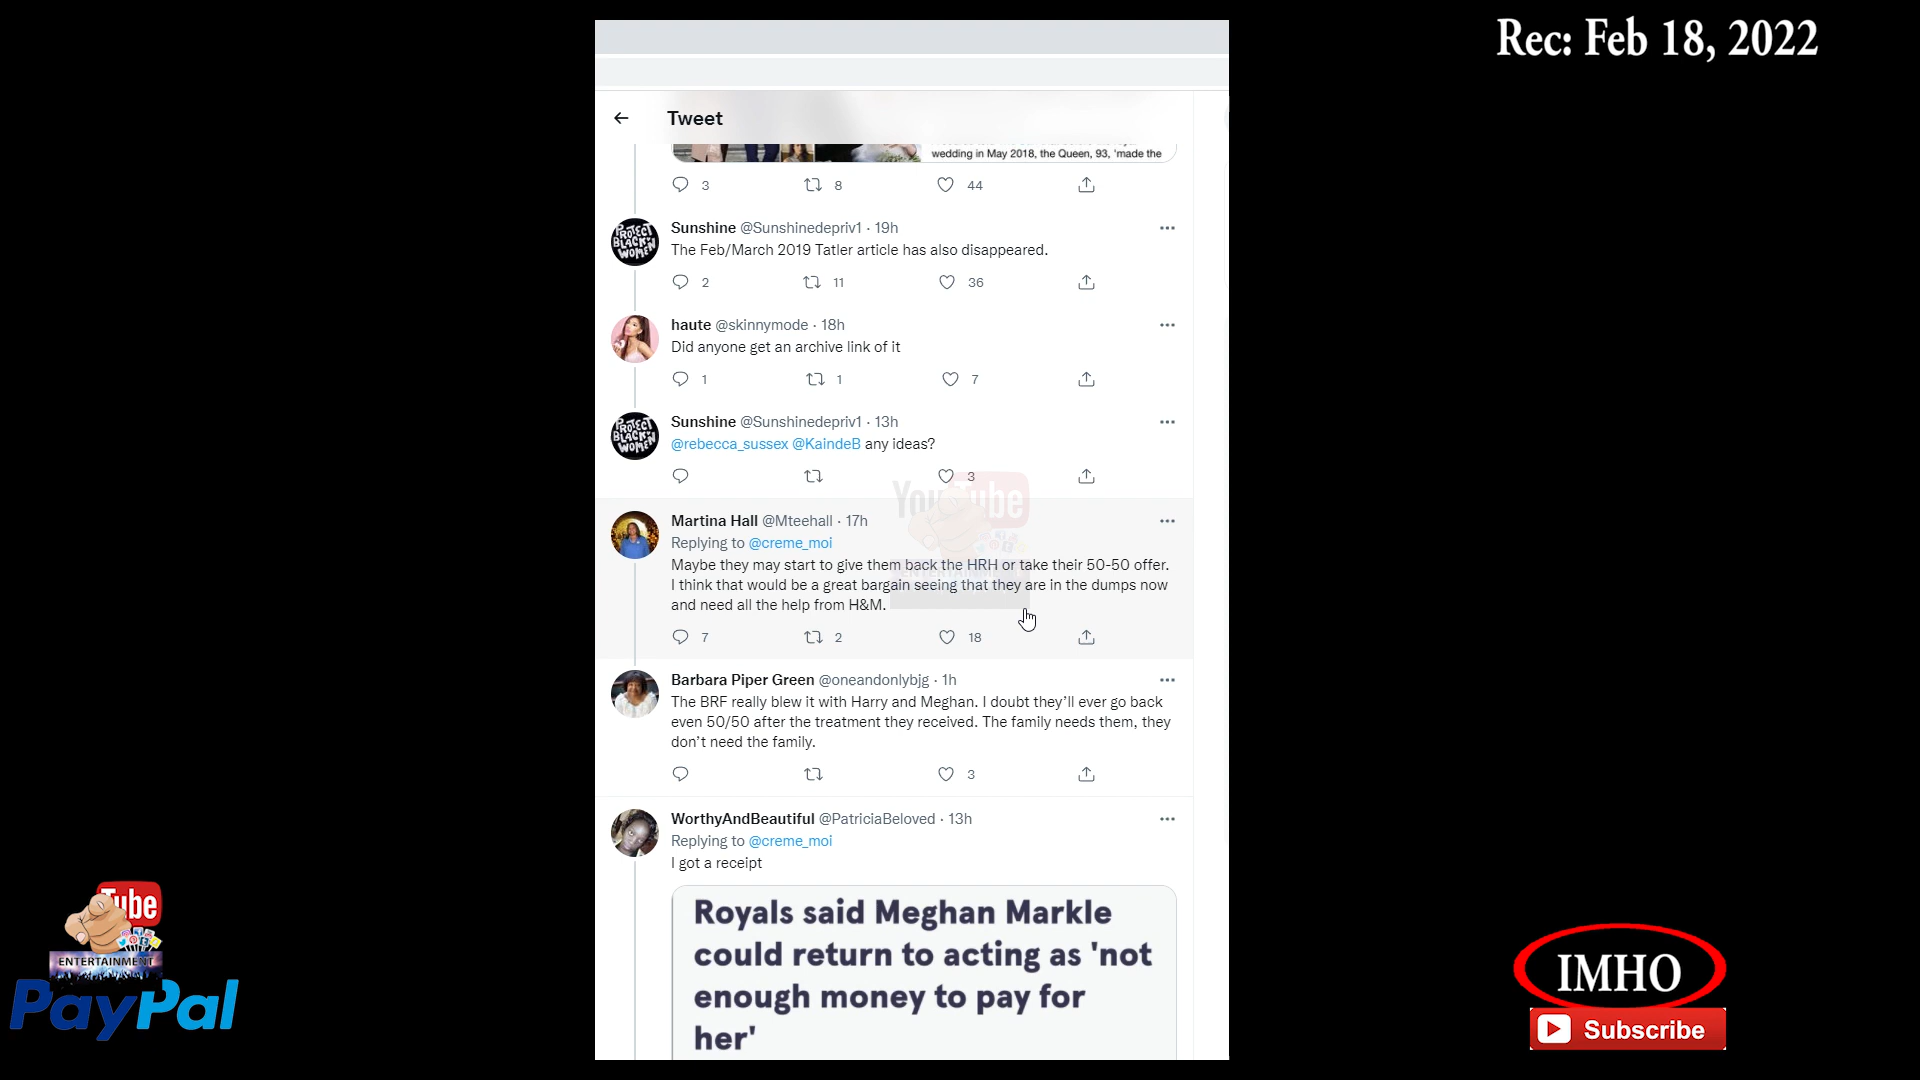 Rec: Feb 18, 2022
Tweet
wedding in May 2018, the Queen, 93, 'made the
3 8 44
Sunshine @Sunshinedepriv1 · 19h
The Feb/March 2019 Tatler article has also disappeared.
2 11 36
haute @skinnymode · 18h
Did anyone get an archive link of it
1 1 7
Sunshine @Sunshinedepriv1 · 13h
@rebecca_sussex @KaindeB any ideas?
3
YouTube
Martina Hall @Mteehall · 17h
Replying to @creme_moi
Maybe they may start to give them back the HRH or take their 50-50 offer.
I think that would be a great bargain seeing that they are in the dumps now
and need all the help from H&M.
7 2 18
Barbara Piper Green @oneandonlybjg · 1h
The BRF really blew it with Harry and Meghan. I doubt they'll ever go back
even 50/50 after the treatment they received. The family needs them, they
don't need the family.
3
WorthyAndBeautiful @PatriciaBeloved · 13h
Replying to @creme_moi
I got a receipt
Royals said Meghan Markle
could return to acting as 'not
enough money to pay for
her'
PROTECT
BLACK
WOMEN
Tube
ENTERTAINMENT
PayPal
IMHO
Subscribe